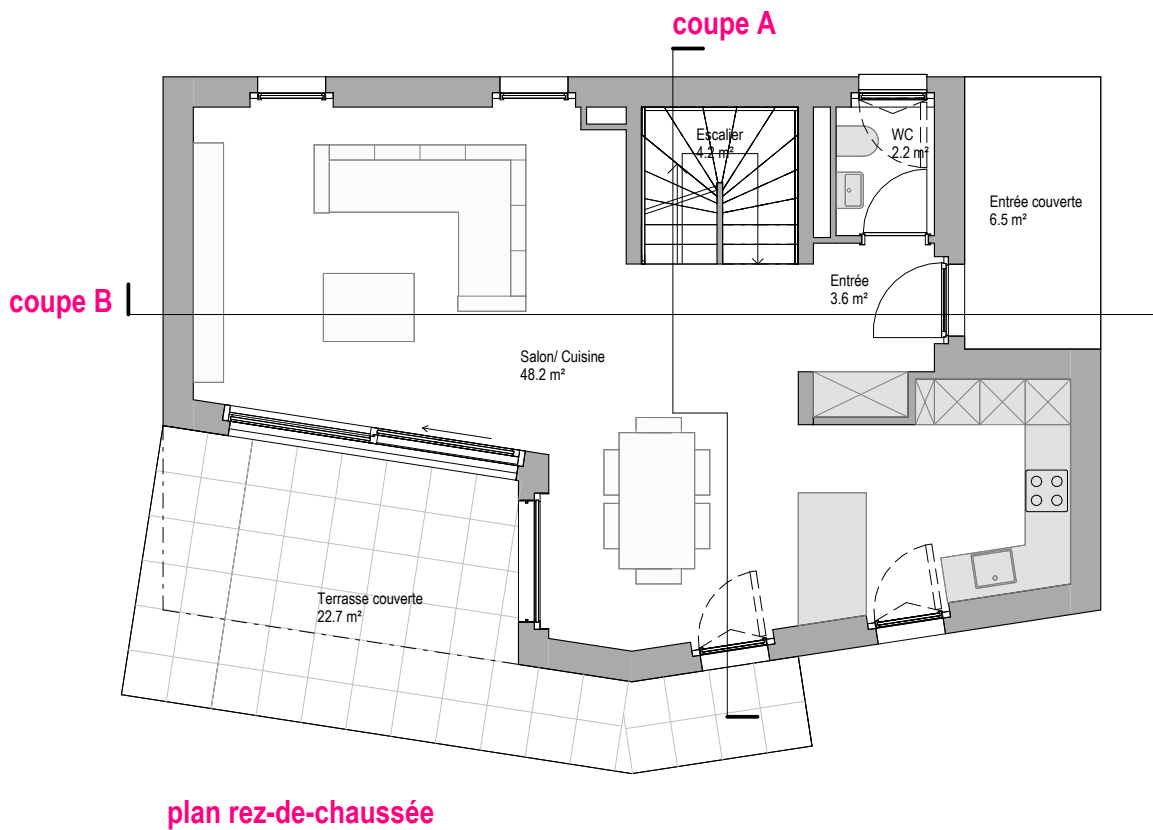 coupe A
Escalier
4.2 m²
WC
2.2 m²
Entrée couverte
6.5 m²
Entrée
3.6 m²
coupe B
Salon/ Cuisine
48.2 m²
Terrasse couverte
22.7 m²
plan rez-de-chaussée